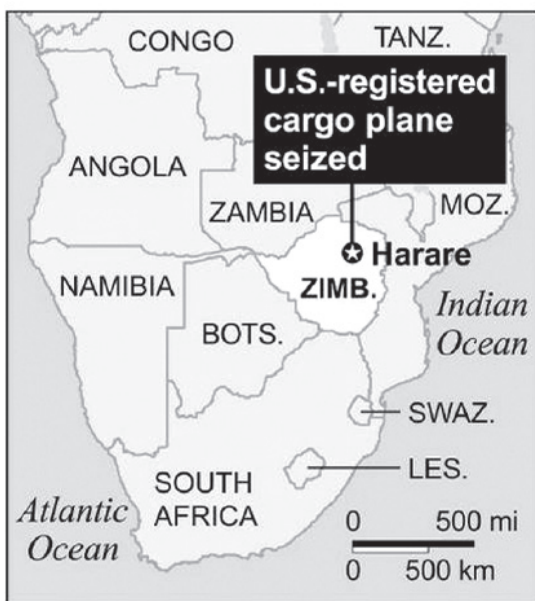 CONGO
TANZ.
U.S.-registered
cargo plane
seized
ANGOLA
ZAMBIA
MOZ.
Harare
NAMIBIA
ZIMB.
Indian
Ocean
BOTS.
SWAZ.
LES.
SOUTH
AFRICA
Atlantic
Ocean
0 500 mi
0 500 km